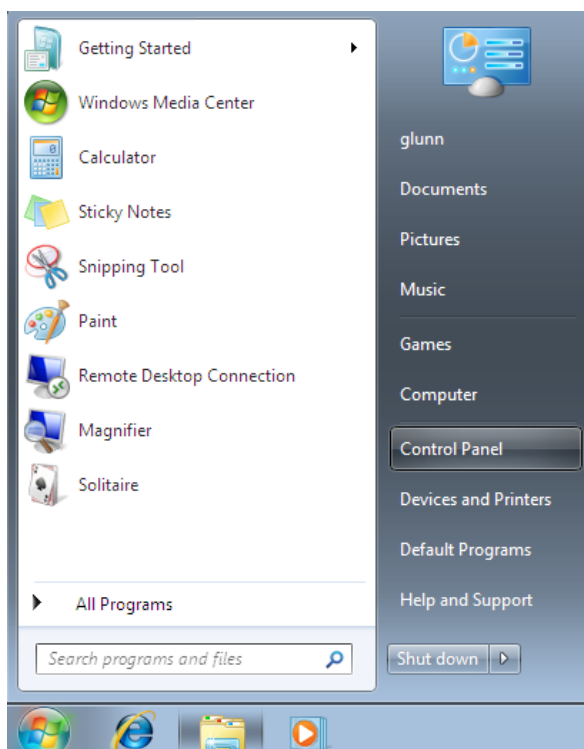 Getting Started
Windows Media Center
Calculator
Sticky Notes
Snipping Tool
Paint
Remote Desktop Connection
Magnifier
Solitaire
All Programs
Search programs and files
glunn
Documents
Pictures
Music
Games
Computer
Control Panel
Devices and Printers
Default Programs
Help and Support
Shut down